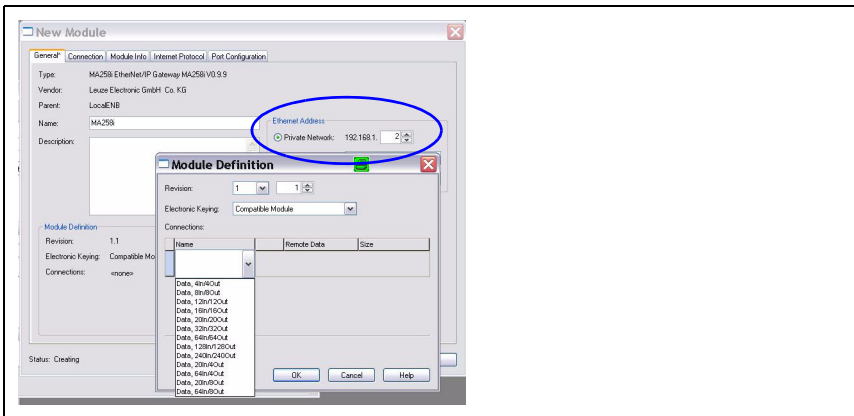 New Module
General* Connection Module Info Internet Protocol Port Configuration
Type: MA258i EtherNet/IP Gateway MA258i V0.9.9
Vendor: Leuze Electronic GmbH Co. KG
Parent: LocalENB
Name: MA258i
Ethernet Address
Private Network: 192.168.1. 2
Description:
Module Definition
Revision: 1.1
Electronic Keying: Compatible Mo
Connections: <none>
Status: Creating
Module Definition
Revision: 1 1
Electronic Keying: Compatible Module
Connections:
Name Remote Data Size
Data, 4In/4Out
Data, 8In/8Out
Data, 12In/12Out
Data, 16In/16Out
Data, 20In/20Out
Data, 32In/32Out
Data, 64In/64Out
Data, 128In/128Out
Data, 240In/240Out
Data, 20In/4Out
Data, 64In/4Out
Data, 20In/8Out
Data, 64In/8Out
OK Cancel Help